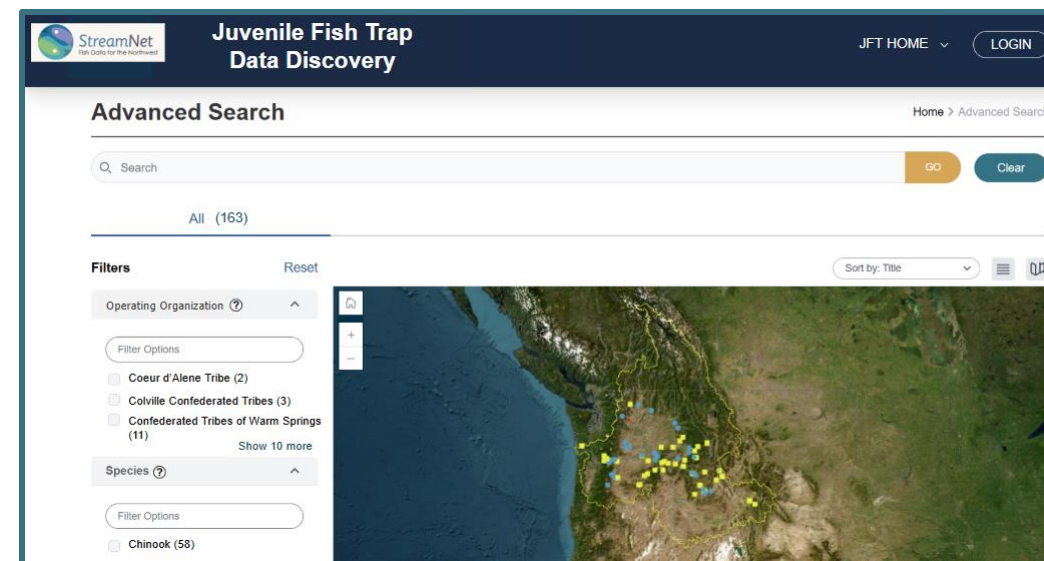 StreamNet
Fish Data for the Northwest
Juvenile Fish Trap
Data Discovery
JFT HOME
LOGIN
Advanced Search
Home > Advanced Search
Search
GO
Clear
All (163)
Filters
Reset
Sort by: Title
Operating Organization ?
Filter Options
Coeur d'Alene Tribe (2)
Colville Confederated Tribes (3)
Confederated Tribes of Warm Springs
(11)
Show 10 more
Species ?
Filter Options
Chinook (58)
+
−